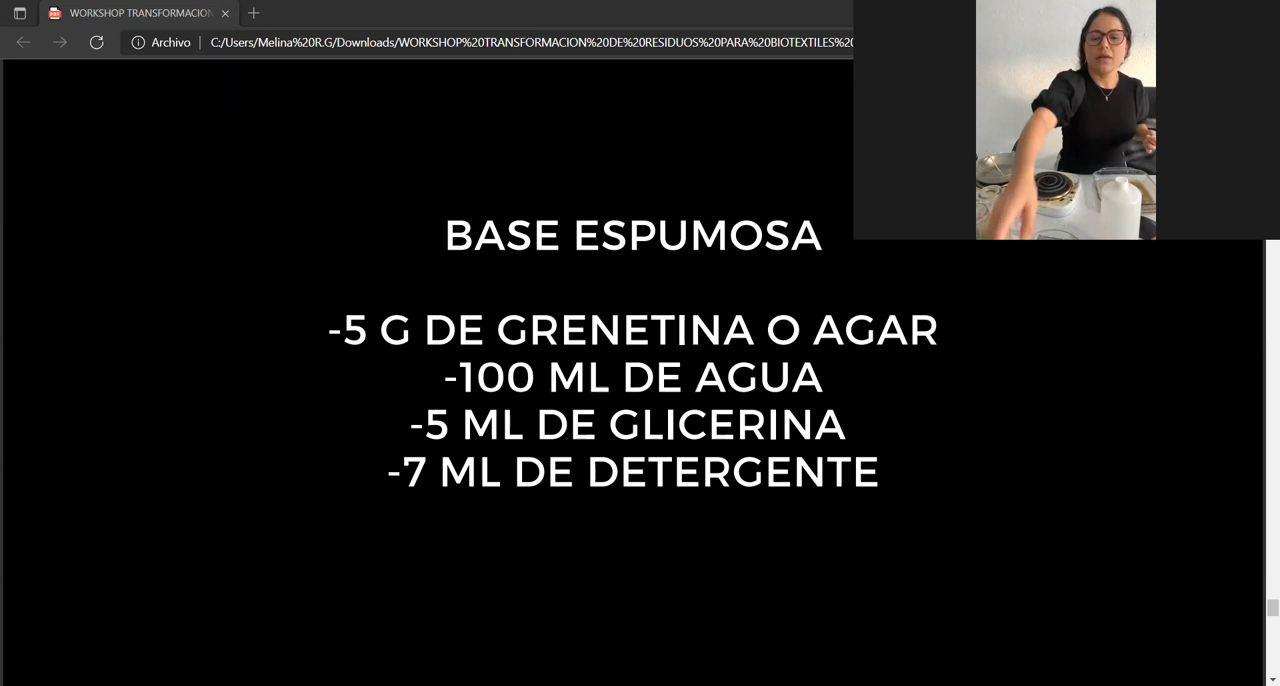 WORKSHOP TRANSFORMACION
Archivo
C:/Users/Melina%20R.G/Downloads/WORKSHOP%20TRANSFORMACION%20DE%20RESIDUOS%20PARA%20BIOTEXTILES%20
BASE ESPUMOSA
-5 G DE GRENETINA O AGAR
-100 ML DE AGUA
-5 ML DE GLICERINA
-7 ML DE DETERGENTE